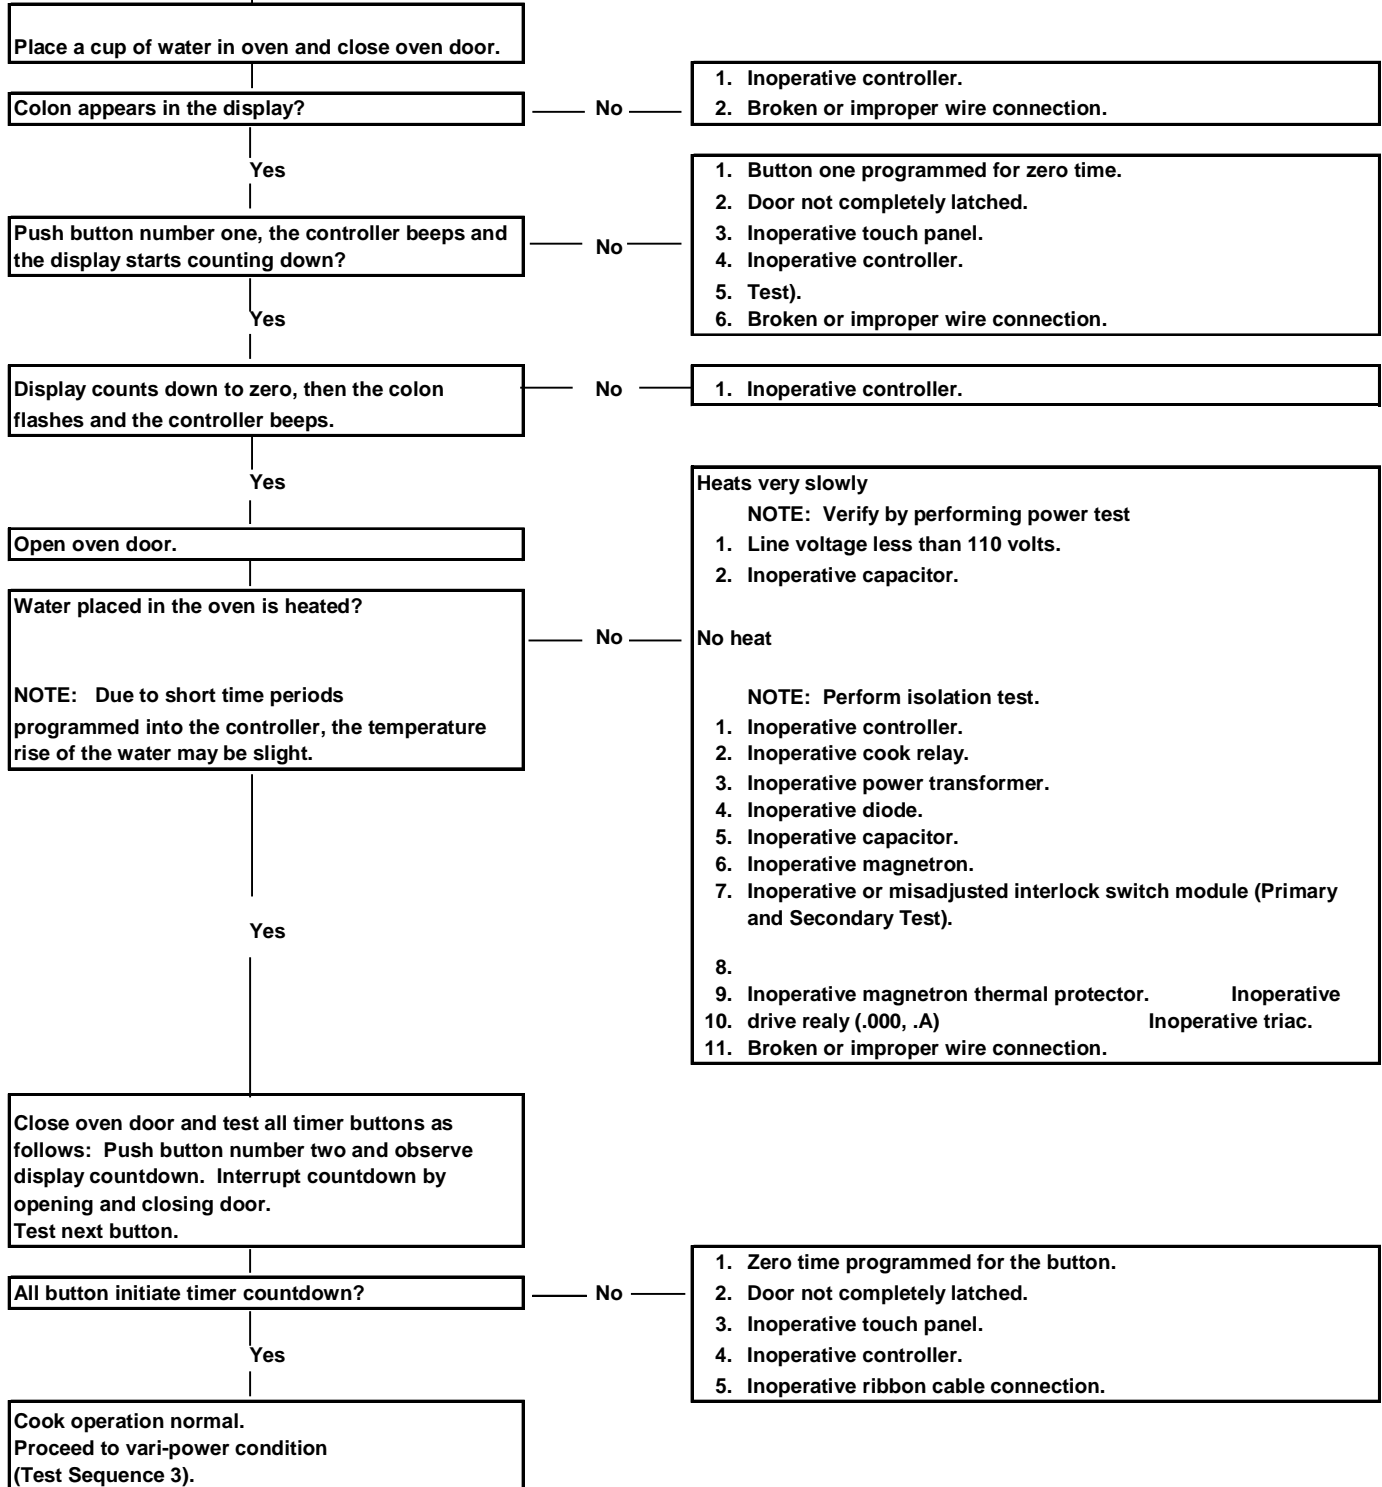 Place a cup of water in oven and close oven door.
Colon appears in the display?
No
1. Inoperative controller.
2. Broken or improper wire connection.
Yes
Push button number one, the controller beeps and
the display starts counting down?
No
1. Button one programmed for zero time.
2. Door not completely latched.
3. Inoperative touch panel.
4. Inoperative controller.
5. Test).
6. Broken or improper wire connection.
Yes
Display counts down to zero, then the colon
flashes and the controller beeps.
No
1. Inoperative controller.
Yes
Open oven door.
Water placed in the oven is heated?
NOTE: Due to short time periods
programmed into the controller, the temperature
rise of the water may be slight.
No
Heats very slowly
NOTE: Verify by performing power test
1. Line voltage less than 110 volts.
2. Inoperative capacitor.
No heat
NOTE: Perform isolation test.
1. Inoperative controller.
2. Inoperative cook relay.
3. Inoperative power transformer.
4. Inoperative diode.
5. Inoperative capacitor.
6. Inoperative magnetron.
7. Inoperative or misadjusted interlock switch module (Primary
and Secondary Test).
8.
9. Inoperative magnetron thermal protector. Inoperative
10. drive realy (.000, .A) Inoperative triac.
11. Broken or improper wire connection.
Yes
Close oven door and test all timer buttons as
follows: Push button number two and observe
display countdown. Interrupt countdown by
opening and closing door.
Test next button.
All button initiate timer countdown?
No
1. Zero time programmed for the button.
2. Door not completely latched.
3. Inoperative touch panel.
4. Inoperative controller.
5. Inoperative ribbon cable connection.
Yes
Cook operation normal.
Proceed to vari-power condition
(Test Sequence 3).